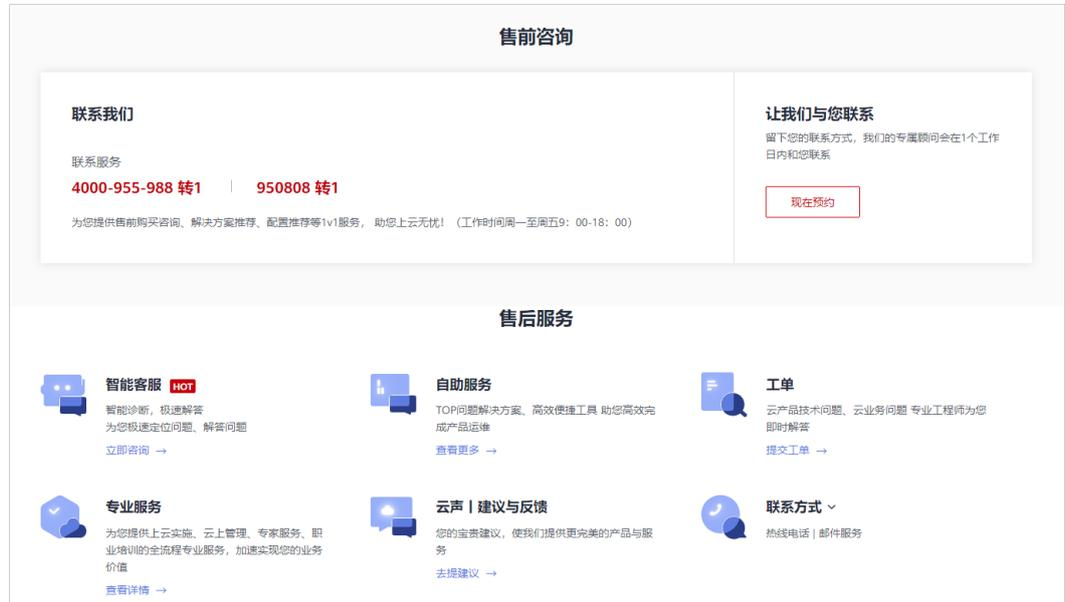 售前咨询
联系我们
联系服务
4000-955-988 转1
950808 转1
为您提供售前购买咨询、解决方案推荐、配置推荐等1v1服务， 助您上云无忧！（工作时间周一至周五9：00-18：00）
让我们与您联系
留下您的联系方式，我们的专属顾问会在1个工作
日内和您联系
现在预约
售后服务
智能客服 HOT
智能诊断，极速解答
为您极速定位问题、解答问题
立即咨询 →
自助服务
TOP问题解决方案、高效便捷工具 助您高效完
成产品运维
查看更多 →
工单
云产品技术问题、云业务问题 专业工程师为您
即时解答
提交工单 →
专业服务
为您提供上云实施、云上管理、专家服务、职
业培训的全流程专业服务，加速实现您的业务
价值
查看详情 →
云声 | 建议与反馈
您的宝贵建议，使我们提供更完美的产品与服
务
去提建议 →
联系方式
热线电话 | 邮件服务